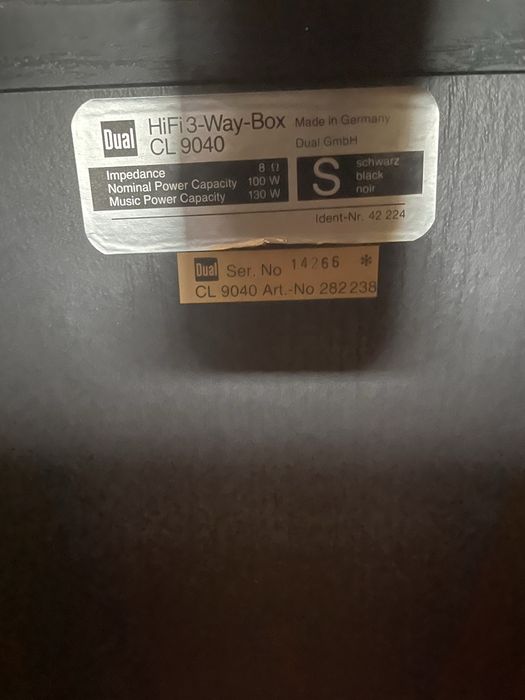 Dual HiFi 3-Way-Box Made in Germany
CL 9040 Dual GmbH
Impedance 8 Ω
Nominal Power Capacity 100 W
Music Power Capacity 130 W
S schwarz
black
noir
Ident-Nr. 42 224
Dual Ser. No 14266 *
CL 9040 Art.-No 282 238